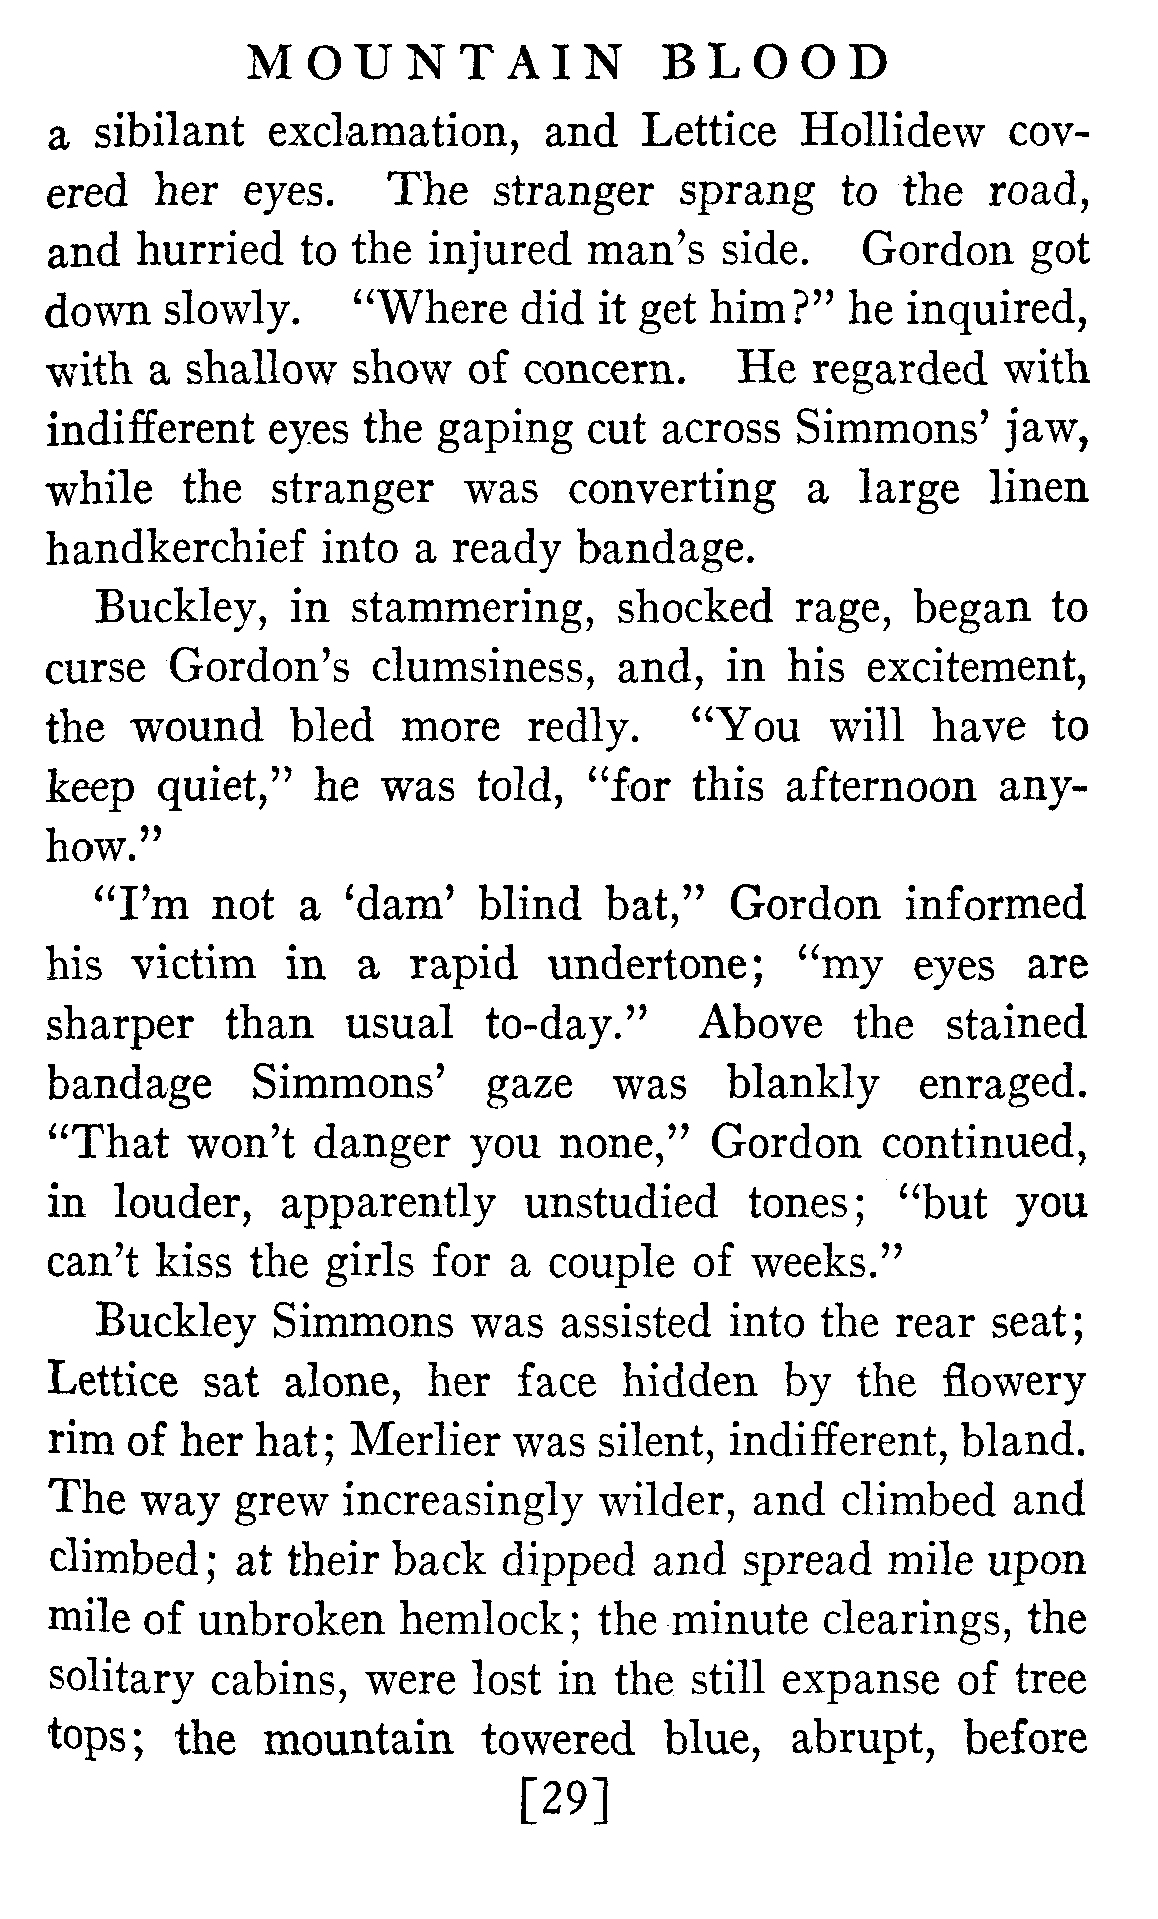 MOUNTAIN BLOOD
a sibilant exclamation, and Lettice Hollidew cov-
ered her eyes. The stranger sprang to the road,
and hurried to the injured man's side. Gordon got
down slowly. “Where did it get him?” he inquired,
with a shallow show of concern. He regarded with
indifferent eyes the gaping cut across Simmons' jaw,
while the stranger was converting a large linen
handkerchief into a ready bandage.
Buckley, in stammering, shocked rage, began to
curse Gordon's clumsiness, and, in his excitement,
the wound bled more redly. “You will have to
keep quiet,” he was told, “for this afternoon any-
how.”
“I'm not a ‘dam’ blind bat,” Gordon informed
his victim in a rapid undertone; “my eyes are
sharper than usual to-day.” Above the stained
bandage Simmons' gaze was blankly enraged.
“That won't danger you none,” Gordon continued,
in louder, apparently unstudied tones; “but you
can't kiss the girls for a couple of weeks.”
Buckley Simmons was assisted into the rear seat;
Lettice sat alone, her face hidden by the flowery
rim of her hat; Merlier was silent, indifferent, bland.
The way grew increasingly wilder, and climbed and
climbed; at their back dipped and spread mile upon
mile of unbroken hemlock; the minute clearings, the
solitary cabins, were lost in the still expanse of tree
tops; the mountain towered blue, abrupt, before
[29]